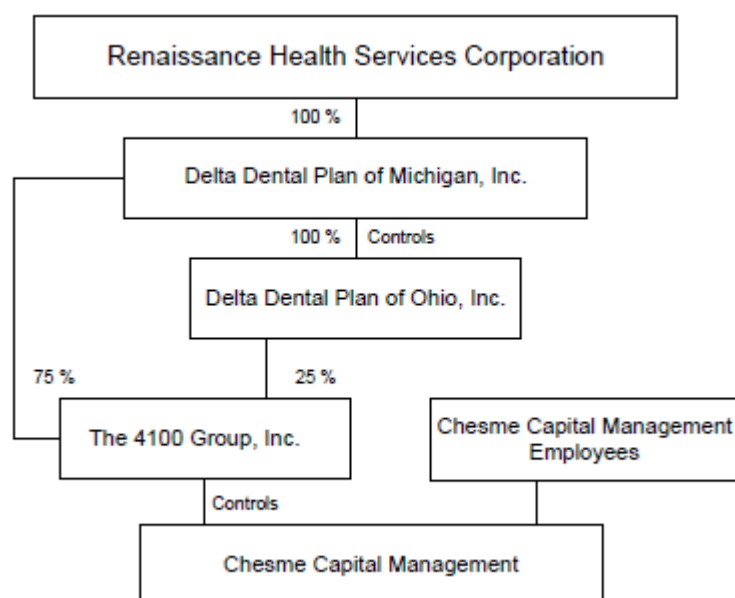 Renaissance Health Services Corporation
100 %
Delta Dental Plan of Michigan, Inc.
100 % Controls
Delta Dental Plan of Ohio, Inc.
75 % 25 %
The 4100 Group, Inc.
Chesme Capital Management
Employees
Controls
Chesme Capital Management